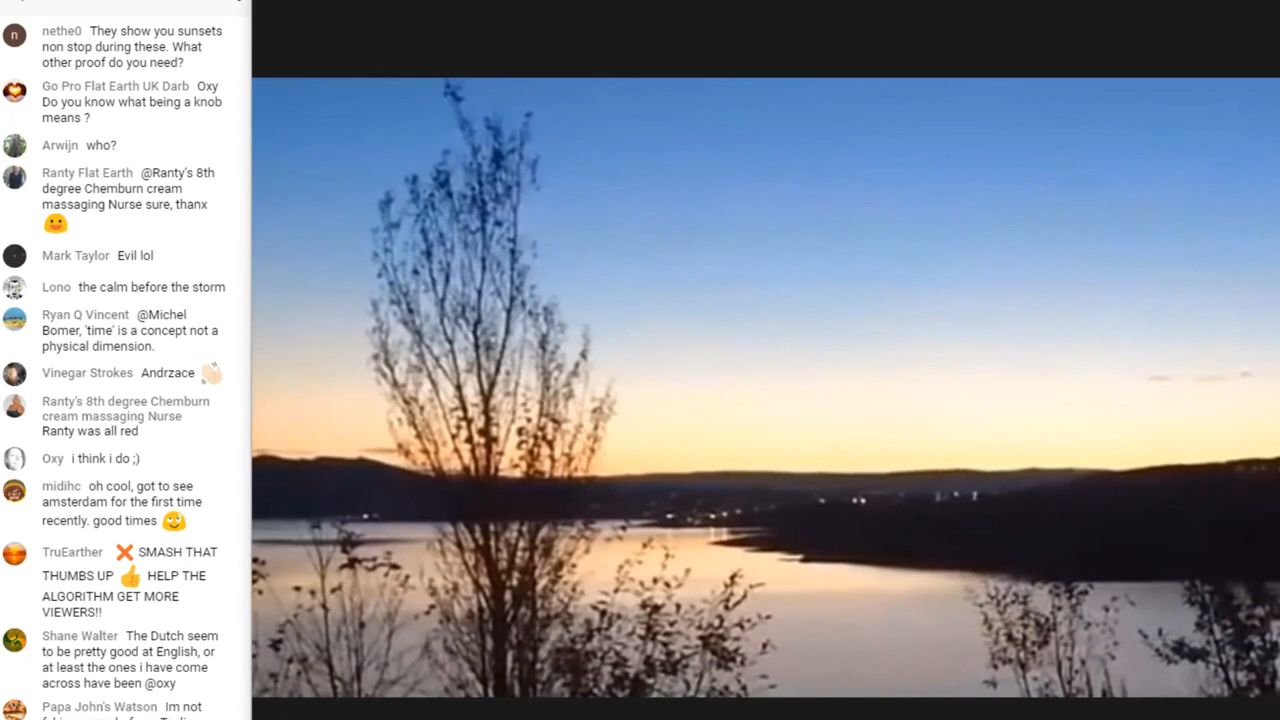 nethe0 They show you sunsets
non stop during these. What
other proof do you need?
Go Pro Flat Earth UK Darb Oxy
Do you know what being a knob
means ?
Arwijn who?
Ranty Flat Earth @Ranty's 8th
degree Chemburn cream
massaging Nurse sure, thanx
Mark Taylor Evil lol
Lono the calm before the storm
Ryan Q Vincent @Michel
Bomer, 'time' is a concept not a
physical dimension.
Vinegar Strokes Andrzace
Ranty's 8th degree Chemburn
cream massaging Nurse
Ranty was all red
Oxy i think i do ;)
midihc oh cool, got to see
amsterdam for the first time
recently. good times
TruEarther SMASH THAT
THUMBS UP HELP THE
ALGORITHM GET MORE
VIEWERS!!
Shane Walter The Dutch seem
to be pretty good at English, or
at least the ones i have come
across have been @oxy
Papa John's Watson Im not